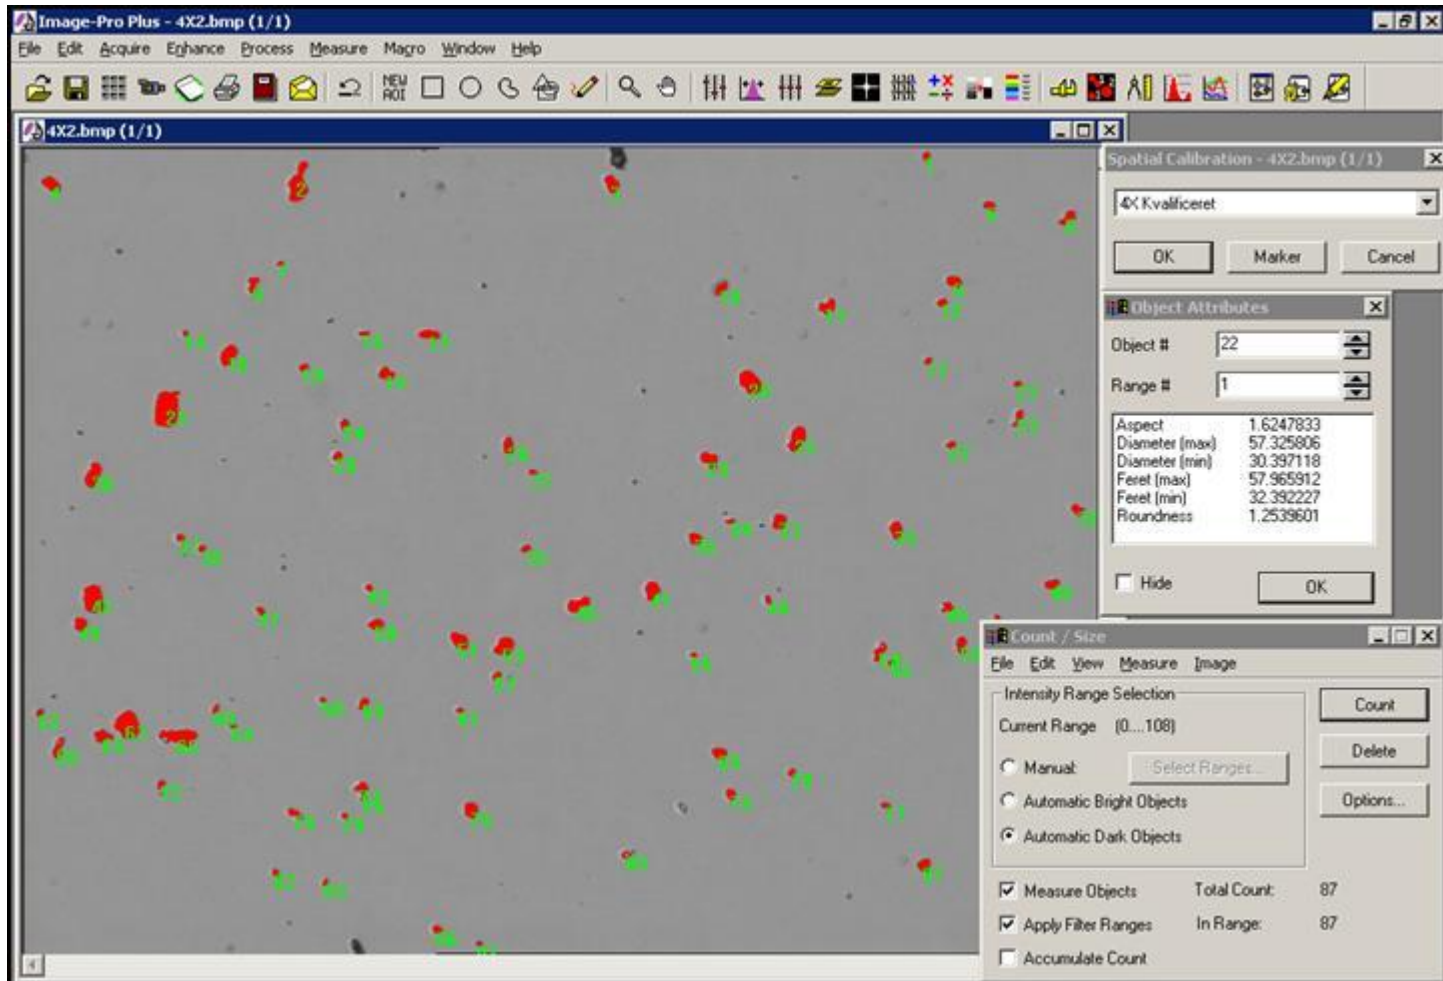 Image-Pro Plus - 4X2.bmp (1/1)
File Edit Acquire Enhance Process Measure Macro Window Help
NEW
AOI
4X2.bmp (1/1)
Spatial Calibration - 4X2.bmp (1/1)
4X Kvalificeret
OK Marker Cancel
Object Attributes
Object # 22
Range # 1
Aspect 1.6247833
Diameter (max) 57.325806
Diameter (min) 30.397118
Feret (max) 57.965912
Feret (min) 32.392227
Roundness 1.2539601
Hide OK
Count / Size
File Edit View Measure Image
Intensity Range Selection
Current Range (0....108)
Manual: Select Ranges...
Automatic Bright Objects
Automatic Dark Objects
Count
Delete
Options...
Measure Objects Total Count: 87
Apply Filter Ranges In Range: 87
Accumulate Count